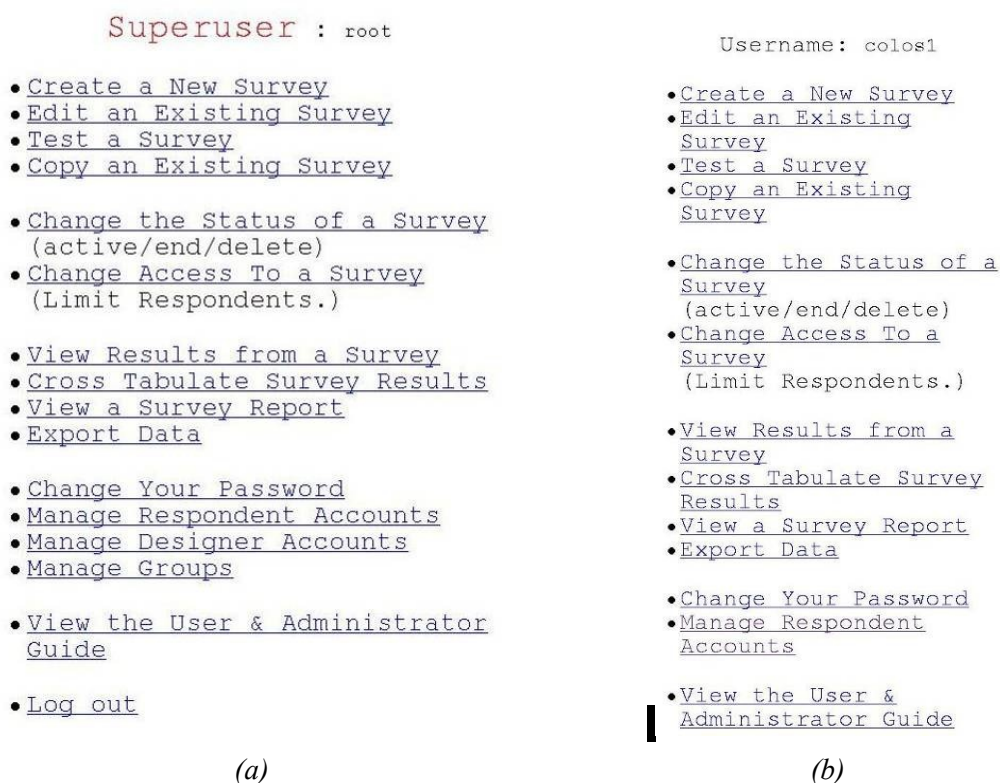 Superuser : root
• Create a New Survey
• Edit an Existing Survey
• Test a Survey
• Copy an Existing Survey
• Change the Status of a Survey
(active/end/delete)
• Change Access To a Survey
(Limit Respondents.)
• View Results from a Survey
• Cross Tabulate Survey Results
• View a Survey Report
• Export Data
• Change Your Password
• Manage Respondent Accounts
• Manage Designer Accounts
• Manage Groups
• View the User & Administrator
Guide
• Log out
(a)
Username: colos1
• Create a New Survey
• Edit an Existing
Survey
• Test a Survey
• Copy an Existing
Survey
• Change the Status of a
Survey
(active/end/delete)
• Change Access To a
Survey
(Limit Respondents.)
• View Results from a
Survey
• Cross Tabulate Survey
Results
• View a Survey Report
• Export Data
• Change Your Password
• Manage Respondent
Accounts
• View the User &
Administrator Guide
(b)